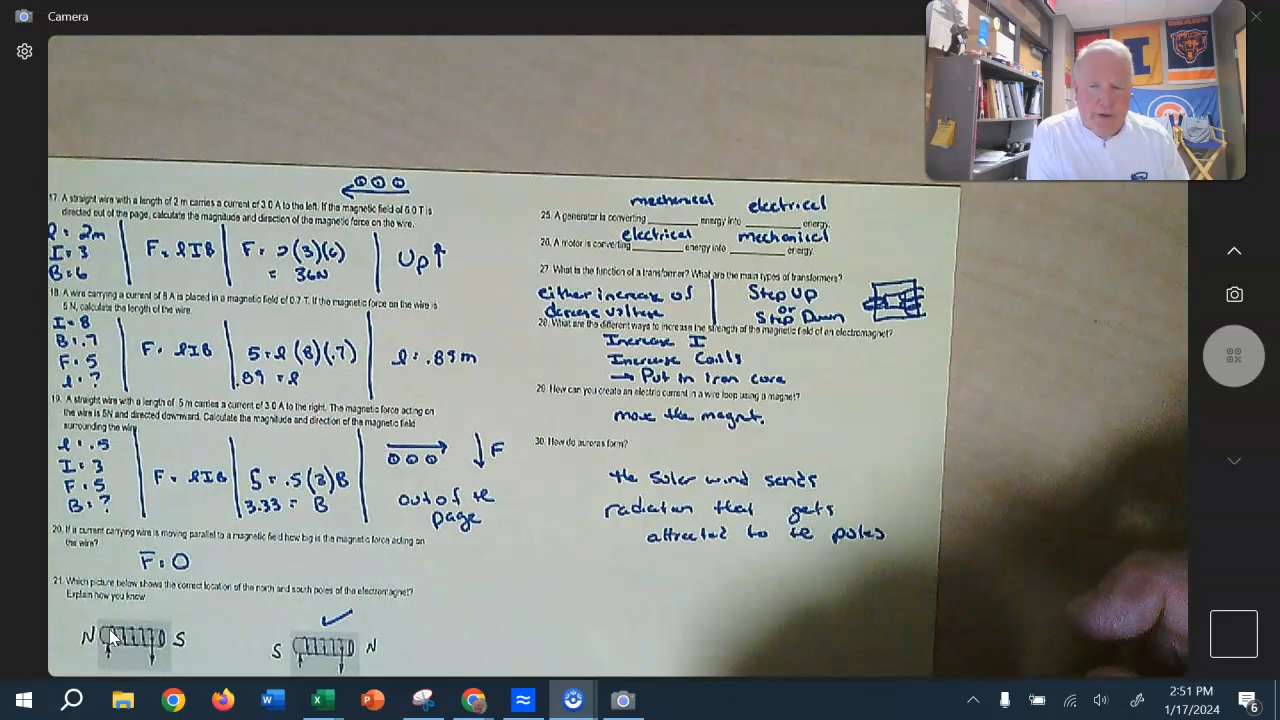 Camera
17. A straight wire with a length of 2 m carries a current of 3.0 A to the left. If the magnetic field of 6.0 T is
directed out of the page, calculate the magnitude and direction of the magnetic force on the wire.
l = 2m
I = 3
B = 6
F = lIB
F = 2(3)(6)
= 36N
Up ↑
18. A wire carrying a current of 8 A is placed in a magnetic field of 0.7 T. If the magnetic force on the wire is
5 N, calculate the length of the wire.
I = 8
B = .7
F = 5
l = ?
F = lIB
5 = l(8)(.7)
.89 = l
l = .89m
19. A straight wire with a length of .5 m carries a current of 3.0 A to the right. The magnetic force acting on
the wire is 5N and directed downward. Calculate the magnitude and direction of the magnetic field
surrounding the wire
l = .5
I = 3
F = 5
B = ?
F = lIB
5 = .5(3)B
3.33 = B
↓ F
out of the
page
20. If a current carrying wire is moving parallel to a magnetic field how big is the magnetic force acting on
the wire?
F = 0
21. Which picture below shows the correct location of the north and south poles of the electromagnet?
Explain how you know
N S
S N
mechanical electrical
25. A generator is converting ______ energy into ______ energy.
electrical mechanical
26. A motor is converting ______ energy into ______ energy.
27. What is the function of a transformer? What are the main types of transformers?
either increase or
decrease voltage
Step Up
or
Step Down
28. What are the different ways to increase the strength of the magnetic field of an electromagnet?
Increase I
Increase Coills
→ Put in iron core
29. How can you create an electric current in a wire loop using a magnet?
move the magnet.
30. How do auroras form?
the solar wind sends
radiation that gets
attracted to the poles
2:51 PM
1/17/2024
6